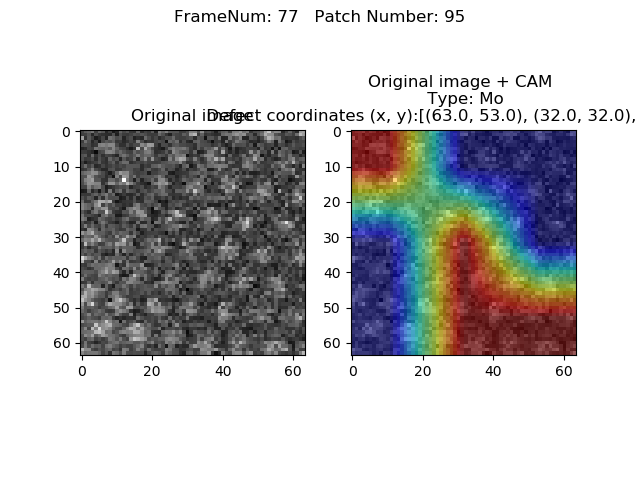 FrameNum: 77   Patch Number: 95
Original image + CAM
Type: Mo
Original image
Defect coordinates (x, y):[(63.0, 53.0), (32.0, 32.0),
0
10
20
30
40
50
60
0 20 40 60
0
10
20
30
40
50
60
0 20 40 60